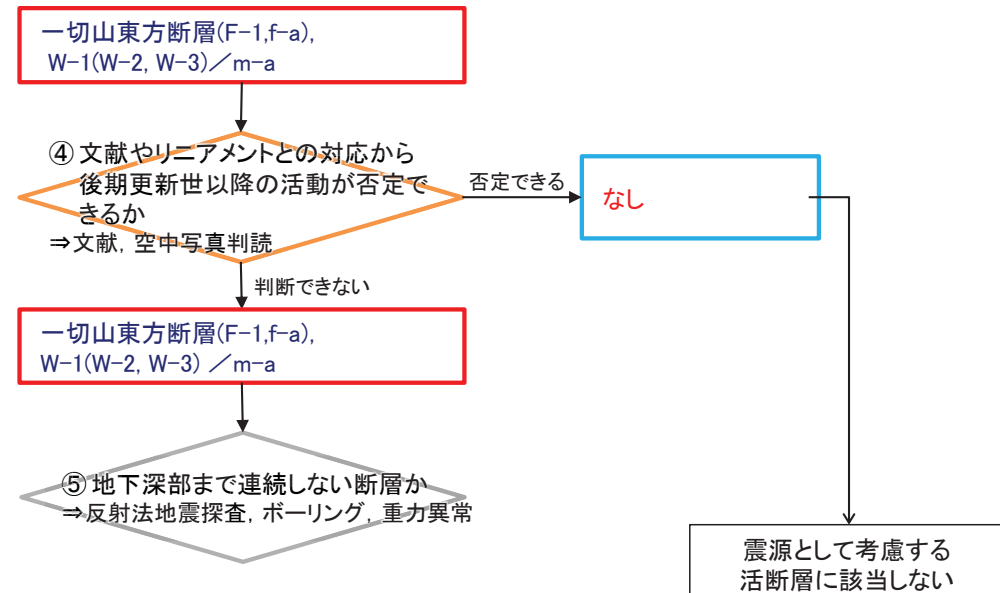 一切山東方断層(F-1,f-a),
W-1(W-2, W-3)／m-a
④ 文献やリニアメントとの対応から
後期更新世以降の活動が否定で
きるか
⇒文献, 空中写真判読
否定できる
なし
判断できない
一切山東方断層(F-1,f-a),
W-1(W-2, W-3) ／m-a
⑤ 地下深部まで連続しない断層か
⇒反射法地震探査, ボーリング, 重力異常
震源として考慮する
活断層に該当しない